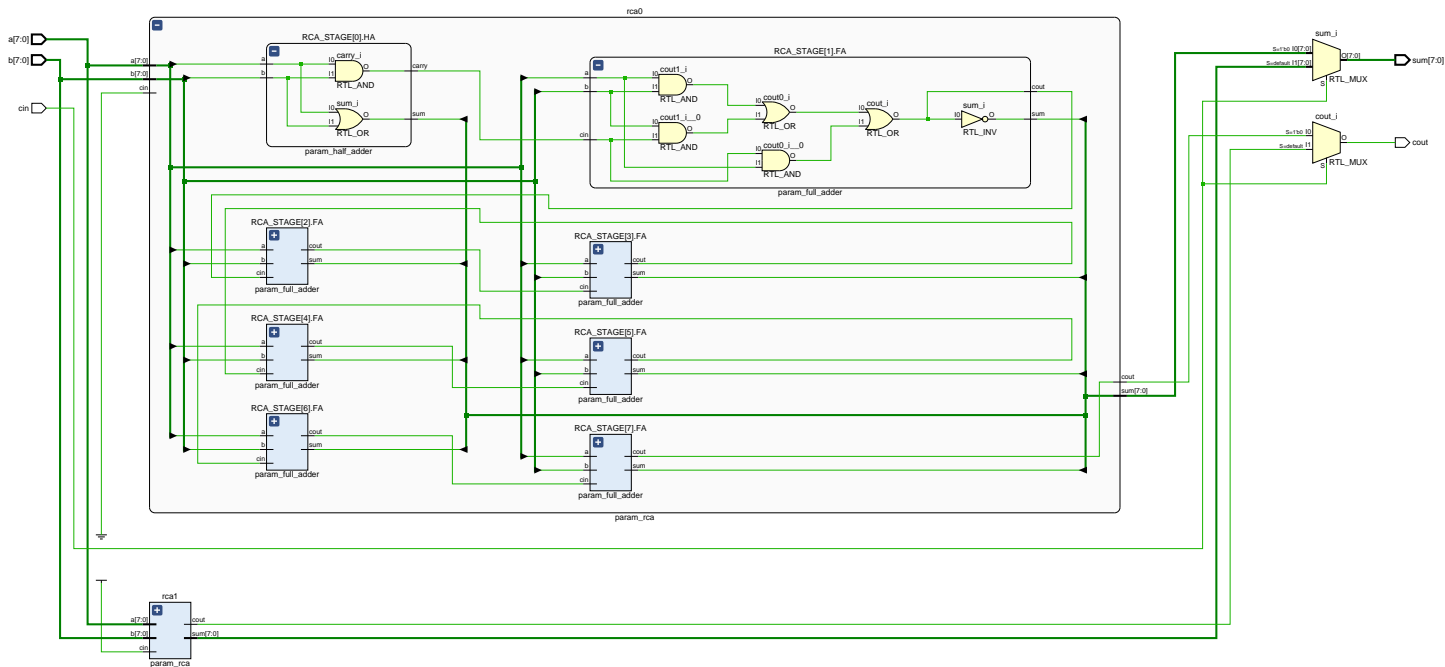 rca0
a[7:0]
b[7:0]
cin
a[7:0]
b[7:0]
cin
RCA_STAGE[0].HA
a
b
carry_i
I0
I1
O
RTL_AND
sum_i
I0
I1
O
RTL_OR
carry
sum
param_half_adder
RCA_STAGE[1].FA
a
b
cin
cout1_i
I0
I1
O
RTL_AND
cout1_i__0
I0
I1
O
RTL_AND
cout0_i
I0
I1
O
RTL_OR
cout0_i__0
I0
I1
O
RTL_AND
cout_i
I0
I1
O
RTL_OR
sum_i
I0
O
RTL_INV
cout
sum
param_full_adder
RCA_STAGE[2].FA
a
b
cin
cout
sum
param_full_adder
RCA_STAGE[3].FA
a
b
cin
cout
sum
param_full_adder
RCA_STAGE[4].FA
a
b
cin
cout
sum
param_full_adder
RCA_STAGE[5].FA
a
b
cin
cout
sum
param_full_adder
RCA_STAGE[6].FA
a
b
cin
cout
sum
param_full_adder
RCA_STAGE[7].FA
a
b
cin
cout
sum
param_full_adder
cout
sum[7:0]
param_rca
sum_i
S=1'b0 I0[7:0]
S=default I1[7:0]
S
O[7:0]
RTL_MUX
sum[7:0]
cout_i
S=1'b0 I0
S=default I1
S
O
RTL_MUX
cout
rca1
a[7:0]
b[7:0]
cin
cout
sum[7:0]
param_rca